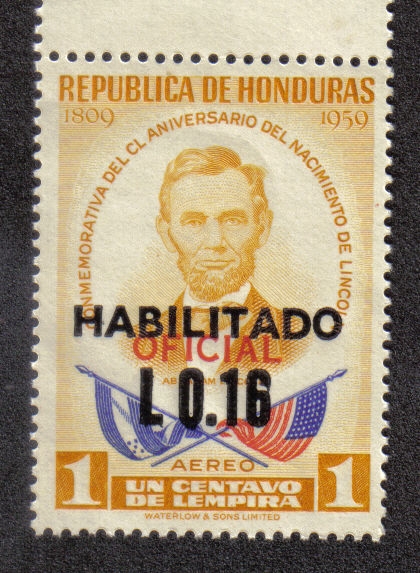 REPUBLICA DE HONDURAS
1809 1959
CONMEMORATIVA DEL CL ANIVERSARIO DEL NACIMIENTO DE LINCOL
HABILITADO
OFICIAL
L 0.16
AEREO
1 UN CENTAVO 1
DE LEMPIRA
WATERLOW & SONS LIMITED